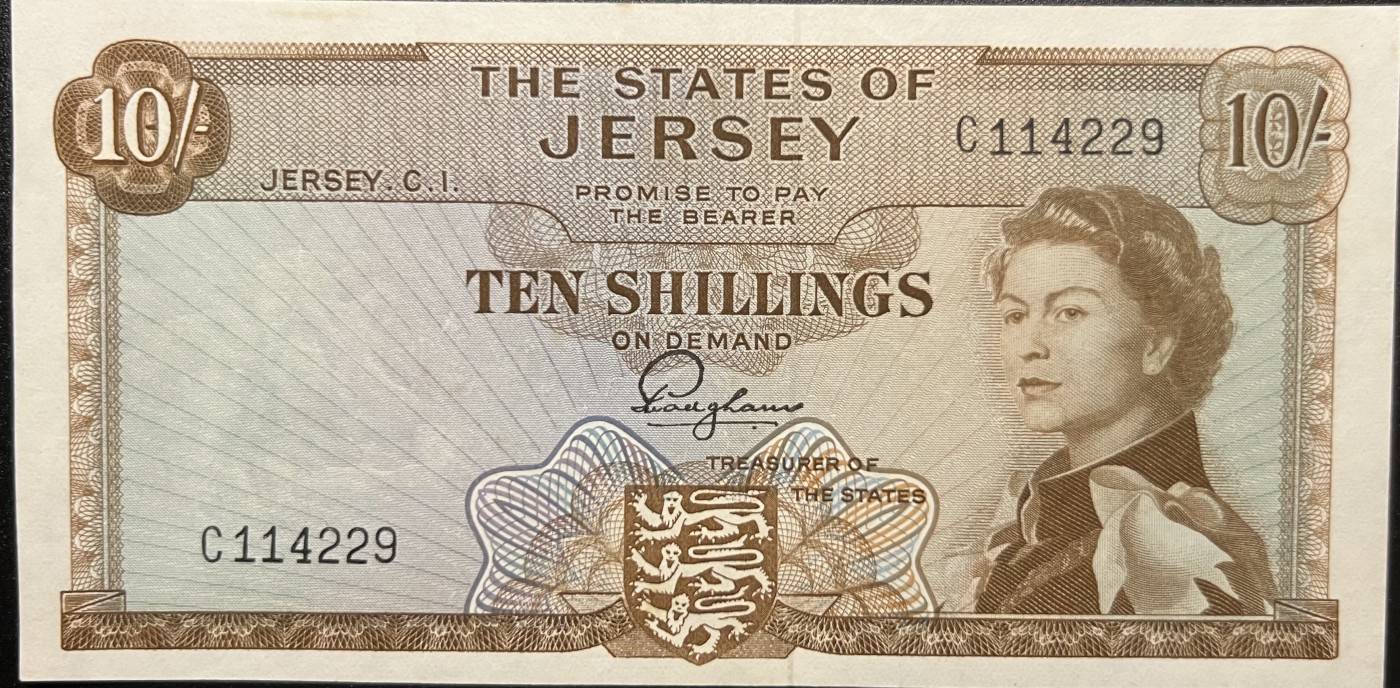 10/-
THE STATES OF
JERSEY
C114229
10/-
JERSEY. C.I.
PROMISE TO PAY
THE BEARER
TEN SHILLINGS
ON DEMAND
Padgham
TREASURER OF
THE STATES
C114229